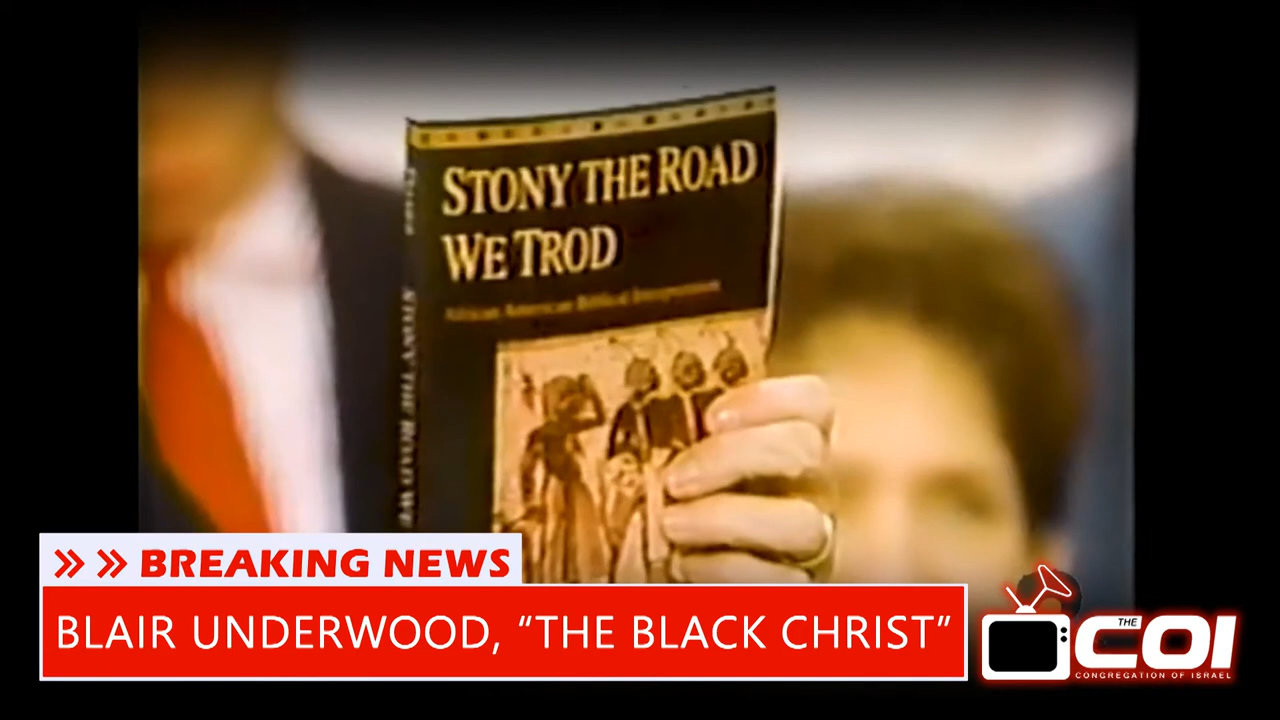 STONY THE ROAD
WE TROD
African American Biblical Interpretation
STONY THE ROAD WE
BREAKING NEWS
BLAIR UNDERWOOD, “THE BLACK CHRIST”
THE
COI
CONGREGATION OF ISRAEL